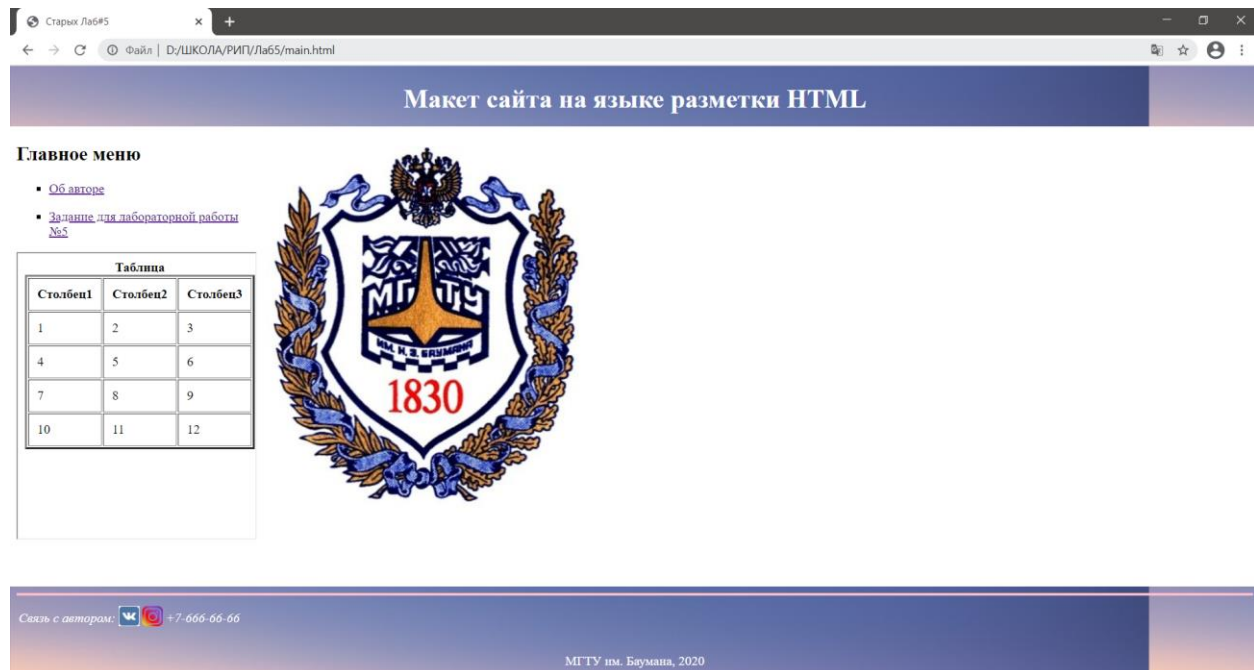 Старых Лаб#5
Файл | D:/ШКОЛА/РИП/Лаб5/main.html
Макет сайта на языке разметки HTML
Главное меню
Об авторе
Задание для лабораторной работы
№5
Таблица
Столбец1 Столбец2 Столбец3
1 2 3
4 5 6
7 8 9
10 11 12
МГТУ
ИМ. Н. Э. БАУМАНА
1830
Связь с автором: +7-666-66-66
МГТУ им. Баумана, 2020